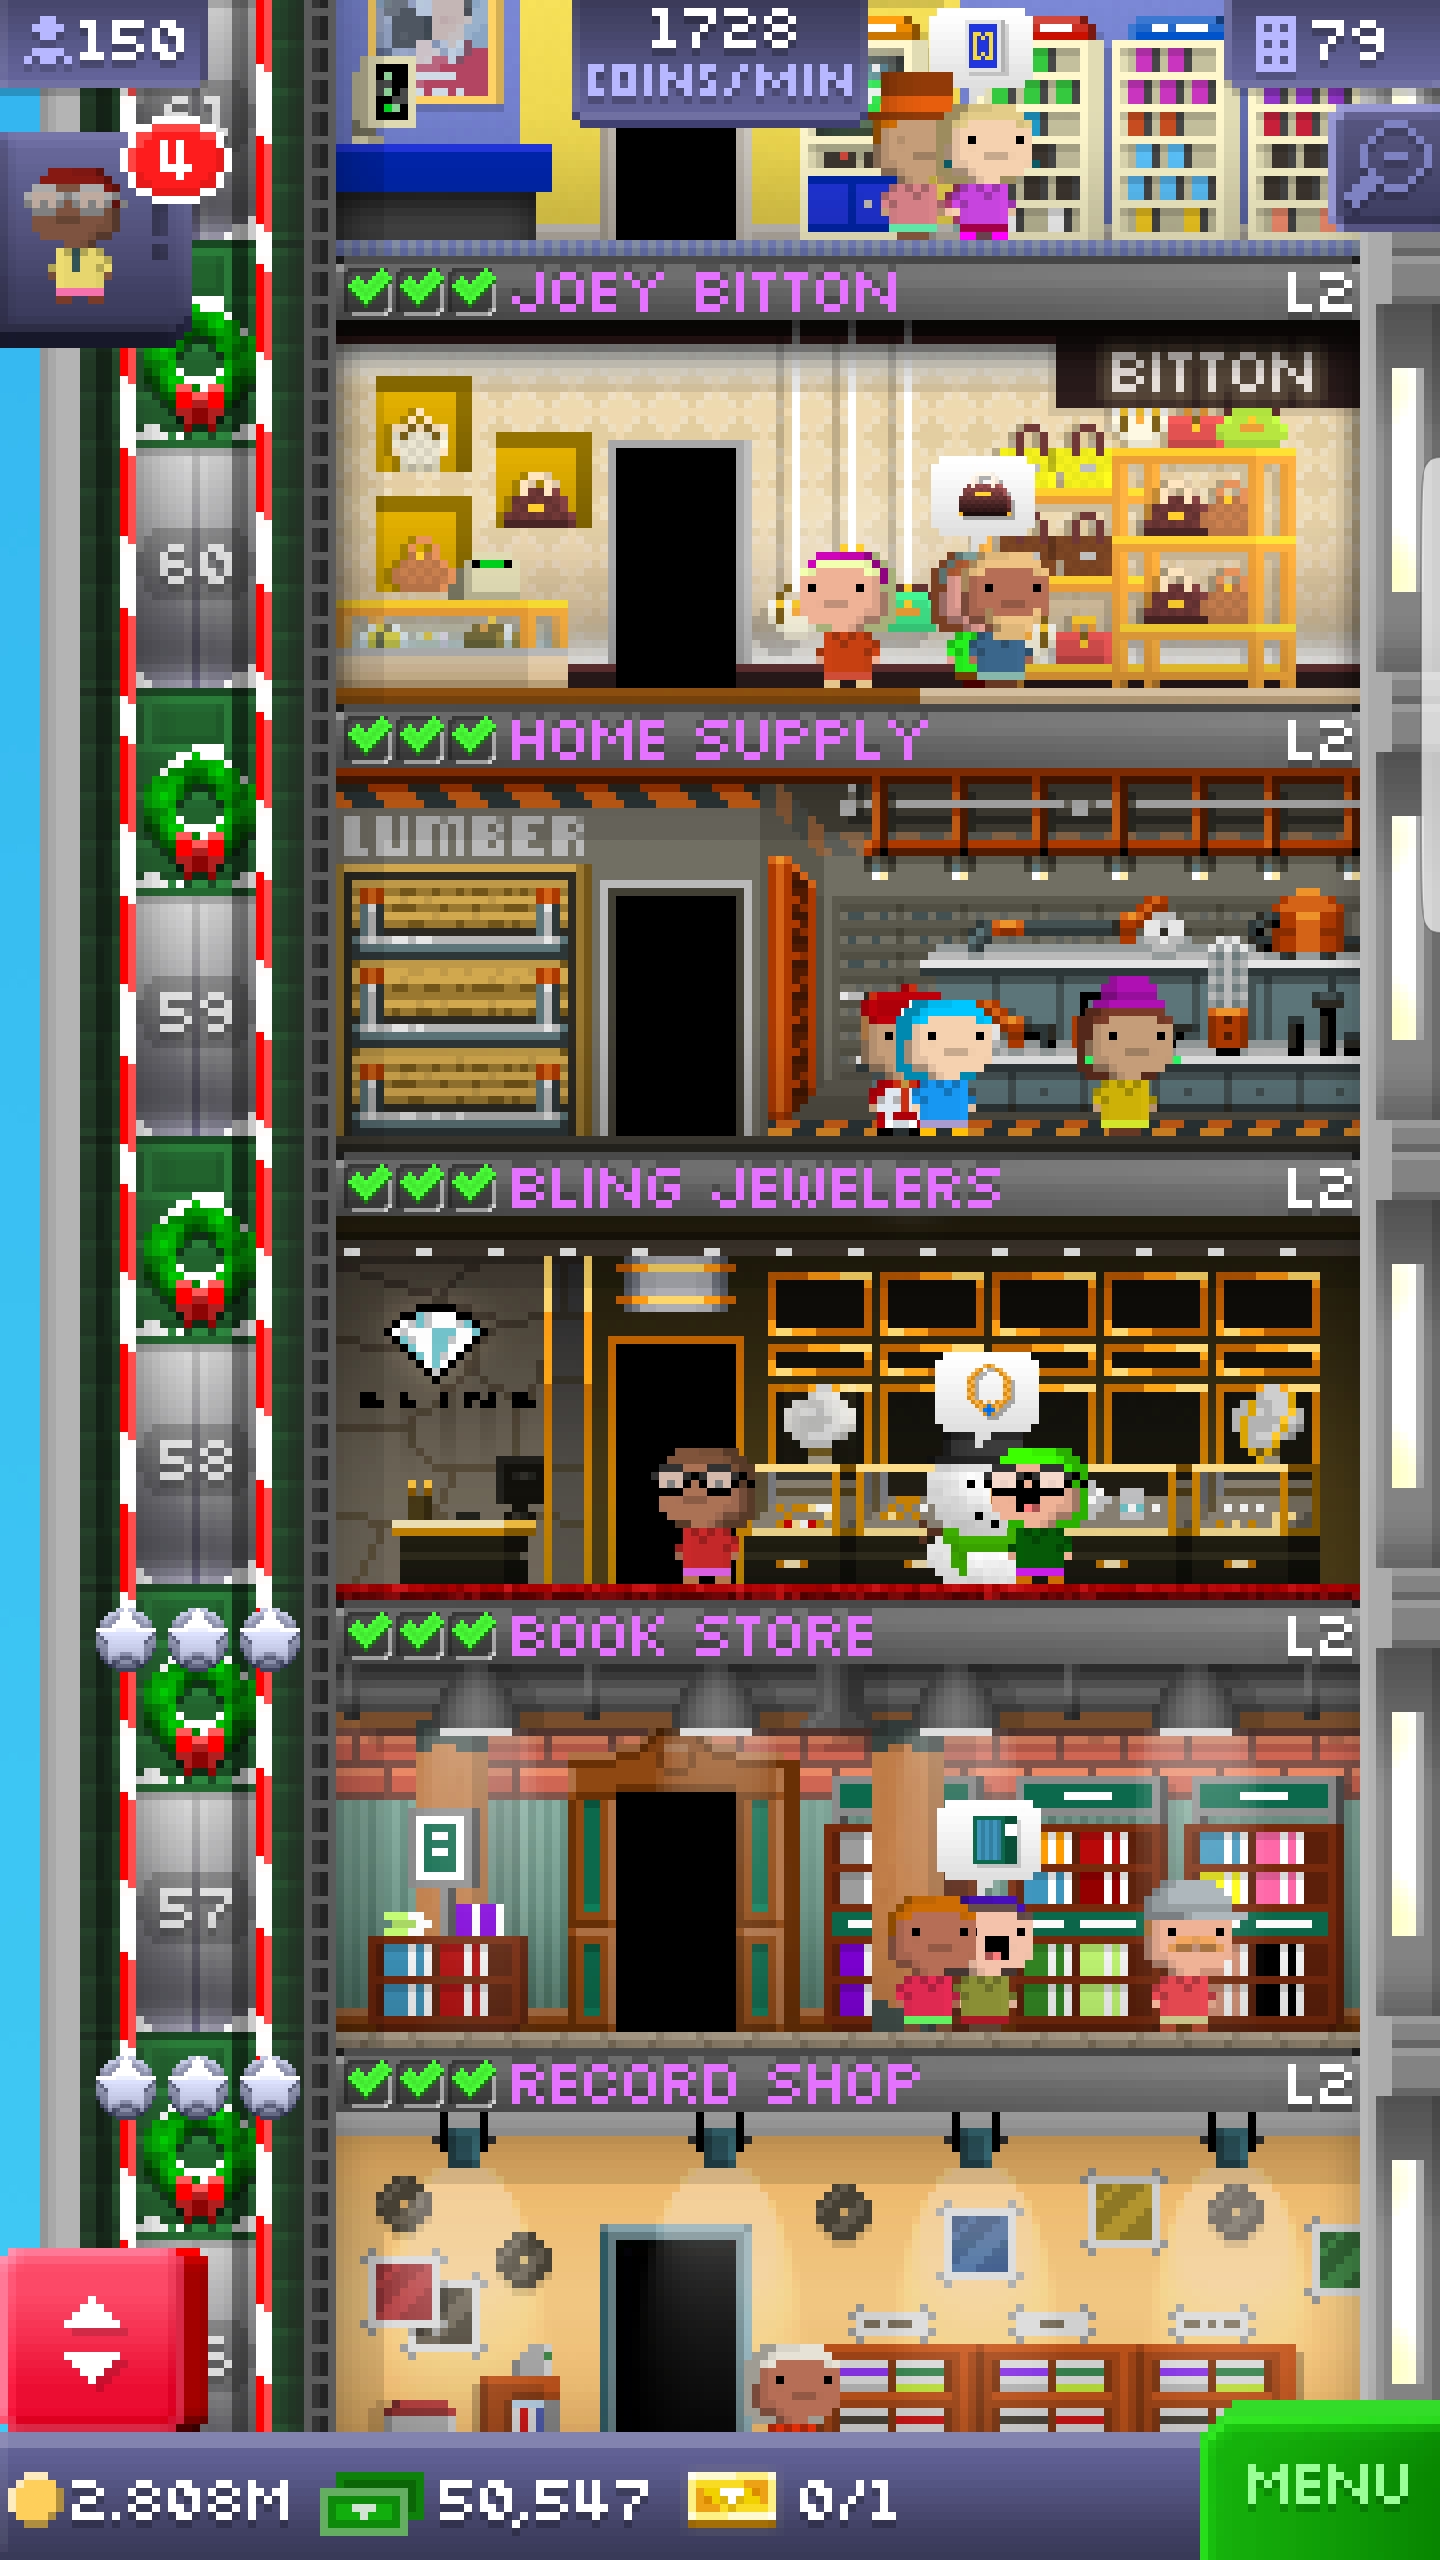 150
1728
COINS/MIN
79
4
JOEY BITTON L2
BITTON
60
HOME SUPPLY L2
LUMBER
59
BLING JEWELERS L2
BLING
58
BOOK STORE L2
57
RECORD SHOP L2
2.808M 50,547 0/1
MENU